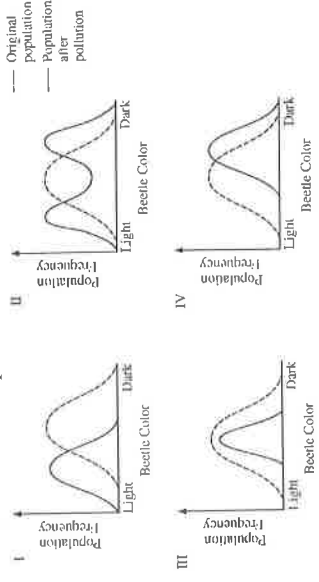 Original
population
Population
after
pollution
I
Population
Frequency
Light
Dark
Beetle Color
II
Population
Frequency
Light
Dark
Beetle Color
III
Population
Frequency
Light
Dark
Beetle Color
IV
Population
Frequency
Light
Dark
Beetle Color